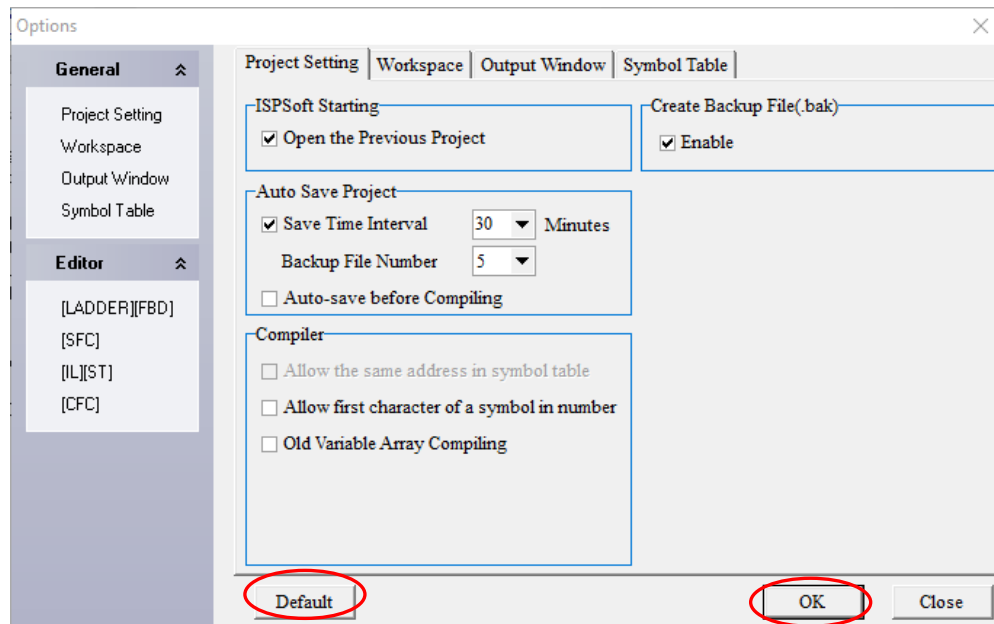 Options
General
Project Setting
Workspace
Output Window
Symbol Table
Editor
[LADDER][FBD]
[SFC]
[IL][ST]
[CFC]
Project Setting Workspace Output Window Symbol Table
ISPSoft Starting
Open the Previous Project
Create Backup File(.bak)
Enable
Auto Save Project
Save Time Interval 30 Minutes
Backup File Number 5
Auto-save before Compiling
Compiler
Allow the same address in symbol table
Allow first character of a symbol in number
Old Variable Array Compiling
Default OK Close